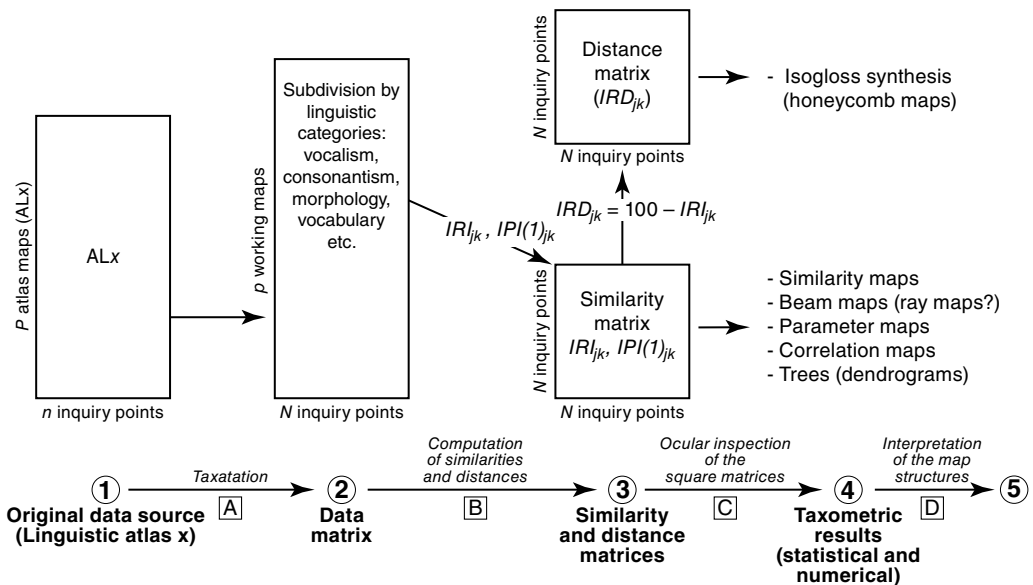 P atlas maps (ALx)
ALx
n inquiry points
p working maps
Subdivision by
linguistic
categories:
vocalism,
consonantism,
morphology,
vocabulary
etc.
N inquiry points
IRIjk , IPI(1)jk
N inquiry points
Distance
matrix
(IRDjk)
N inquiry points
- Isogloss synthesis
(honeycomb maps)
IRDjk = 100 – IRIjk
N inquiry points
Similarity
matrix
IRIjk, IPI(1)jk
N inquiry points
- Similarity maps
- Beam maps (ray maps?)
- Parameter maps
- Correlation maps
- Trees (dendrograms)
1
Original data source
(Linguistic atlas x)
Taxatation
A
2
Data
matrix
Computation
of similarities
and distances
B
3
Similarity
and distance
matrices
Ocular inspection
of the
square matrices
C
4
Taxometric
results
(statistical and
numerical)
Interpretation
of the map
structures
D
5